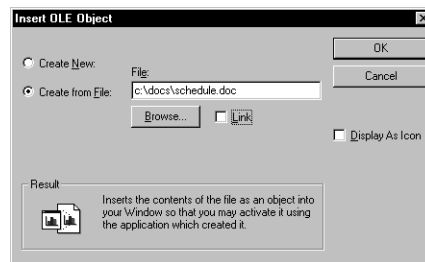 Insert OLE Object
Create New:
Create from File:
File:
c:\docs\schedule.doc
Browse...
Link
OK
Cancel
Display As Icon
Result
Inserts the contents of the file as an object into
your Window so that you may activate it using
the application which created it.